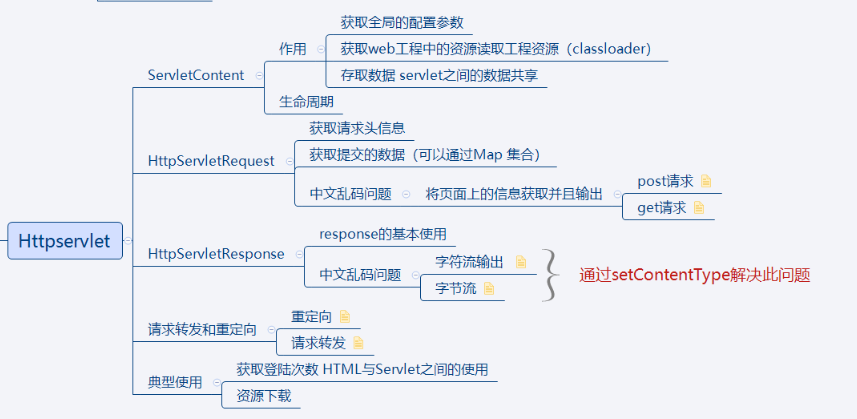 Httpservlet
ServletContent
作用
获取全局的配置参数
获取web工程中的资源读取工程资源（classloader）
存取数据 servlet之间的数据共享
生命周期
HttpServletRequest
获取请求头信息
获取提交的数据（可以通过Map 集合）
中文乱码问题
将页面上的信息获取并且输出
post请求
get请求
HttpServletResponse
response的基本使用
中文乱码问题
字符流输出
字节流
通过setContentType解决此问题
请求转发和重定向
重定向
请求转发
典型使用
获取登陆次数 HTML与Servlet之间的使用
资源下载